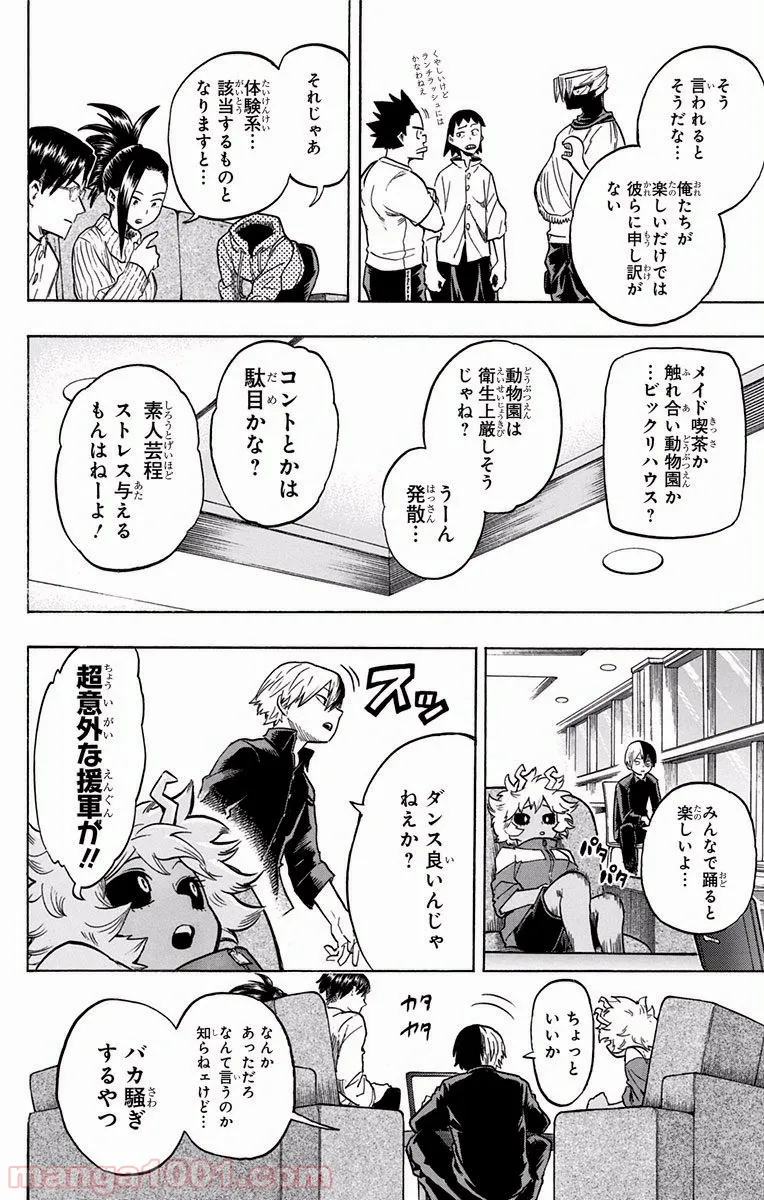 そう
言われると
そうだな…
俺たちが
楽しいだけでは
彼らに申し訳が
ない
くやしいけど
ランチラッシュには
かなわねえ
それじゃあ
体験系…
該当するものと
なりますと…
メイド喫茶か
触れ合い動物園か
…ビックリハウス?
動物園は
衛生上厳しそう
じゃね?
うーん
発散…
コントとかは
駄目かな?
素人芸程
ストレス与える
もんはねーよ!
みんなで踊ると
楽しいよ…
パタ
パタ
スッ
ダンス良いんじゃ
ねえか?
超意外な援軍が!!
ちょっと
いいか
カタ
カタ
なんか
あっただろ
なんて言うのか
知らねェけど…
バカ騒ぎ
するやつ
manga1001.com